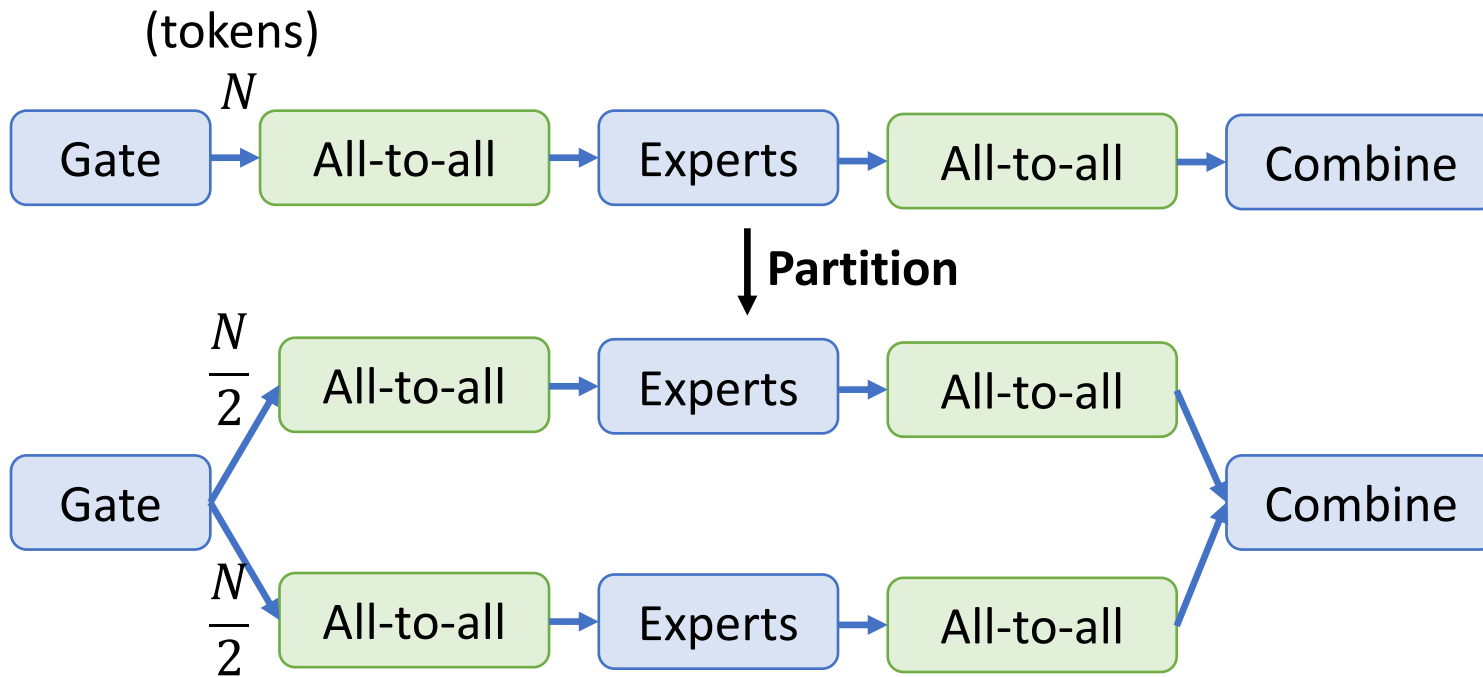 (tokens)
N
Gate
All-to-all
Experts
All-to-all
Combine
Partition
N
2
All-to-all
Experts
All-to-all
Gate
Combine
N
2
All-to-all
Experts
All-to-all